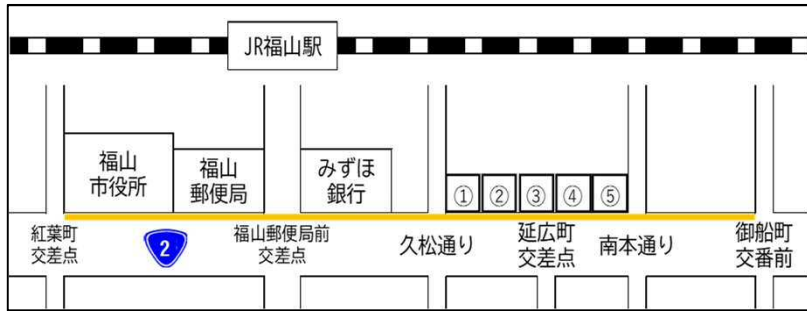 JR福山駅
福山
市役所
福山
郵便局
みずほ
銀行
①
②
③
④
⑤
紅葉町
交差点
2
福山郵便局前
交差点
久松通り
延広町
交差点
南本通り
御船町
交番前